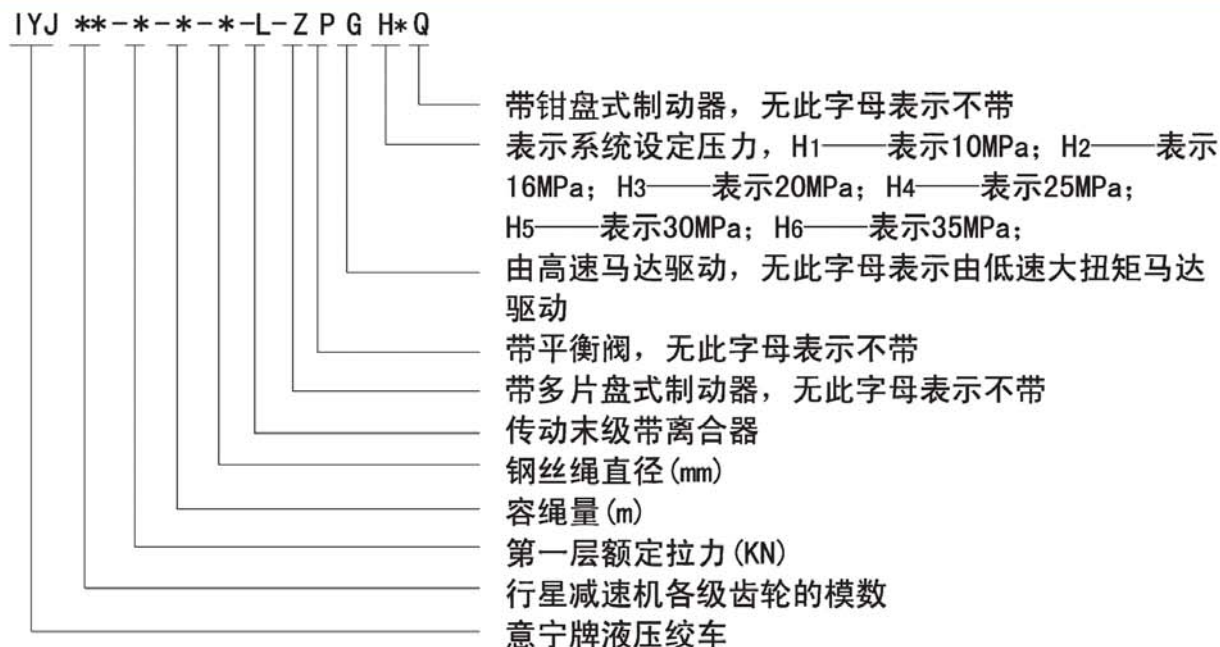 IYJ **-*-*-*-L-Z P G H*Q
带钳盘式制动器，无此字母表示不带
表示系统设定压力，H1——表示10MPa；H2——表示
16MPa；H3——表示20MPa；H4——表示25MPa；
H5——表示30MPa；H6——表示35MPa；
由高速马达驱动，无此字母表示由低速大扭矩马达
驱动
带平衡阀，无此字母表示不带
带多片盘式制动器，无此字母表示不带
传动末级带离合器
钢丝绳直径(mm)
容绳量(m)
第一层额定拉力(KN)
行星减速机各级齿轮的模数
意宁牌液压绞车